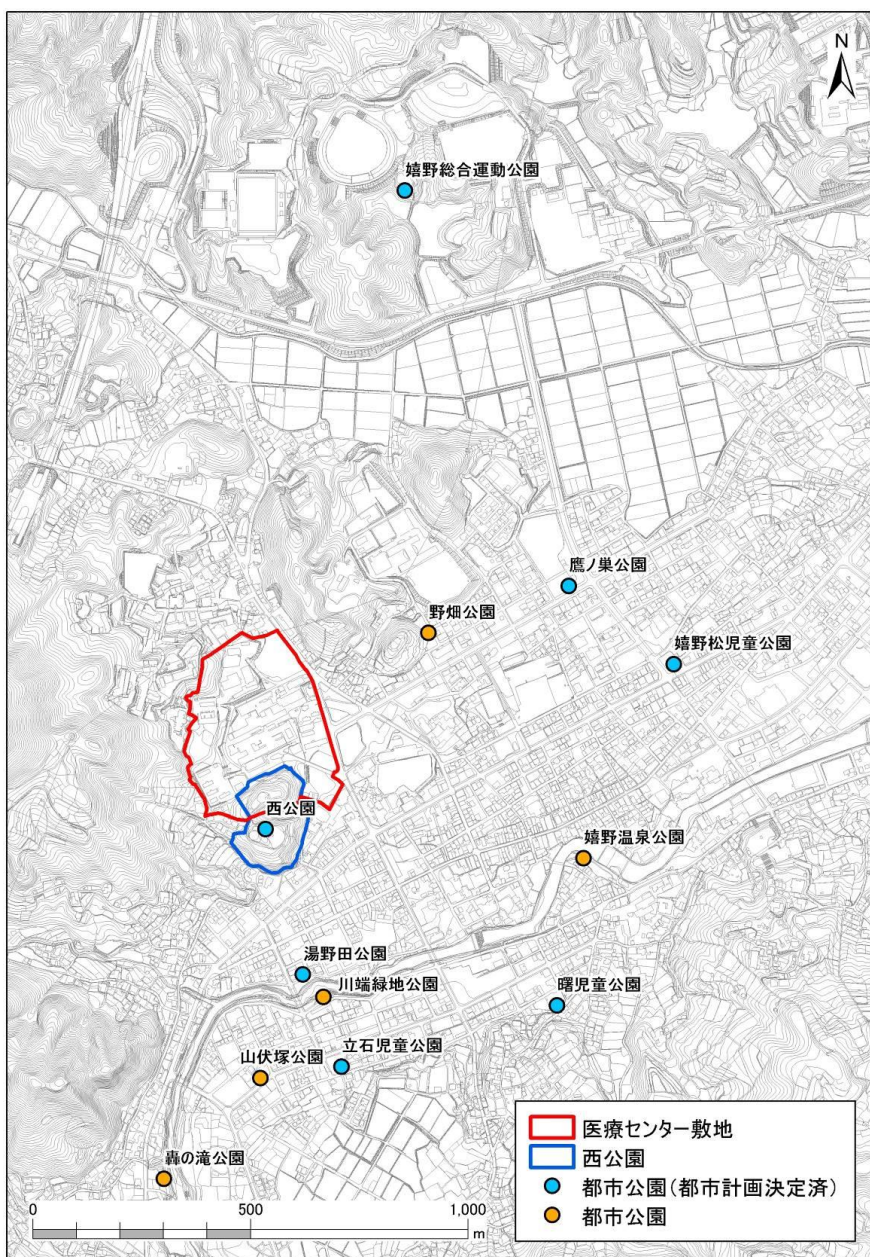 N
嬉野総合運動公園
鷹ノ巣公園
野畑公園
嬉野松児童公園
西公園
嬉野温泉公園
湯野田公園
川端緑地公園
曙児童公園
立石児童公園
山伏塚公園
轟の滝公園
医療センター敷地
西公園
都市公園(都市計画決定済)
都市公園
0 500 1,000
m